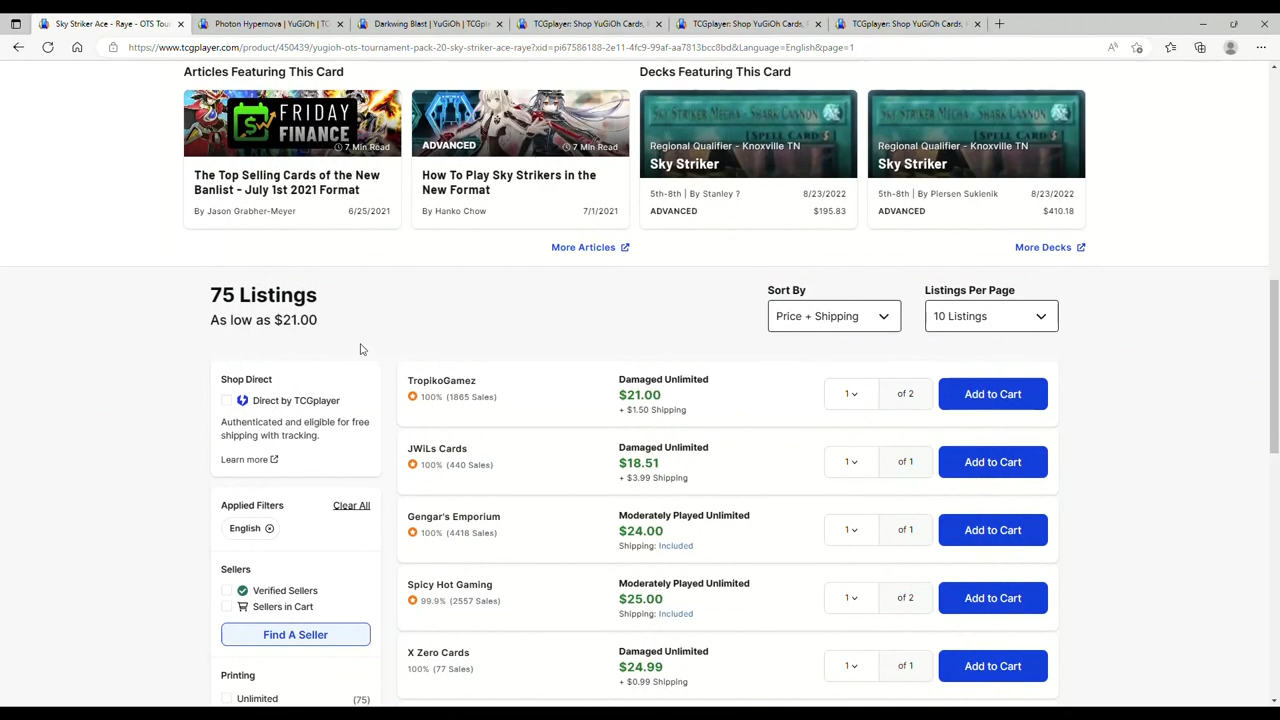 Sky Striker Ace - Raye - OTS Tou
Photon Hypernova | YuGiOh | TC
Darkwing Blast | YuGiOh | TCGpl
TCGplayer: Shop YuGiOh Cards,
TCGplayer: Shop YuGiOh Cards,
TCGplayer: Shop YuGiOh Cards,
https://www.tcgplayer.com/product/450439/yugioh-ots-tournament-pack-20-sky-striker-ace-raye?xid=pi67586188-2e11-4fc9-99af-aa7813bcc8bd&Language=English&page=1
Articles Featuring This Card
Decks Featuring This Card
FRIDAY
FINANCE
7 Min Read
ADVANCED
7 Min Read
SKY STRIKER MECHA - SHARK CANNON
[SPELL CARD]
Regional Qualifier - Knoxville TN
Sky Striker
SKY STRIKER MECHA - SHARK CANNON
[SPELL CARD]
Regional Qualifier - Knoxville TN
Sky Striker
The Top Selling Cards of the New
Banlist - July 1st 2021 Format
By Jason Grabher-Meyer 6/25/2021
How To Play Sky Strikers in the
New Format
By Hanko Chow 7/1/2021
5th-8th | By Stanley ? 8/23/2022
ADVANCED $195.83
5th-8th | By Piersen Suklenik 8/23/2022
ADVANCED $410.18
More Articles
More Decks
75 Listings
As low as $21.00
Sort By
Price + Shipping
Listings Per Page
10 Listings
Shop Direct
Direct by TCGplayer
Authenticated and eligible for free
shipping with tracking.
Learn more
Applied Filters Clear All
English
Sellers
Verified Sellers
Sellers in Cart
Find A Seller
Printing
Unlimited (75)
TropikoGamez
100% (1865 Sales)
Damaged Unlimited
$21.00
+ $1.50 Shipping
1 of 2 Add to Cart
JWiLs Cards
100% (440 Sales)
Damaged Unlimited
$18.51
+ $3.99 Shipping
1 of 1 Add to Cart
Gengar's Emporium
100% (4418 Sales)
Moderately Played Unlimited
$24.00
Shipping: Included
1 of 1 Add to Cart
Spicy Hot Gaming
99.9% (2557 Sales)
Moderately Played Unlimited
$25.00
Shipping: Included
1 of 2 Add to Cart
X Zero Cards
100% (77 Sales)
Damaged Unlimited
$24.99
+ $0.99 Shipping
1 of 1 Add to Cart